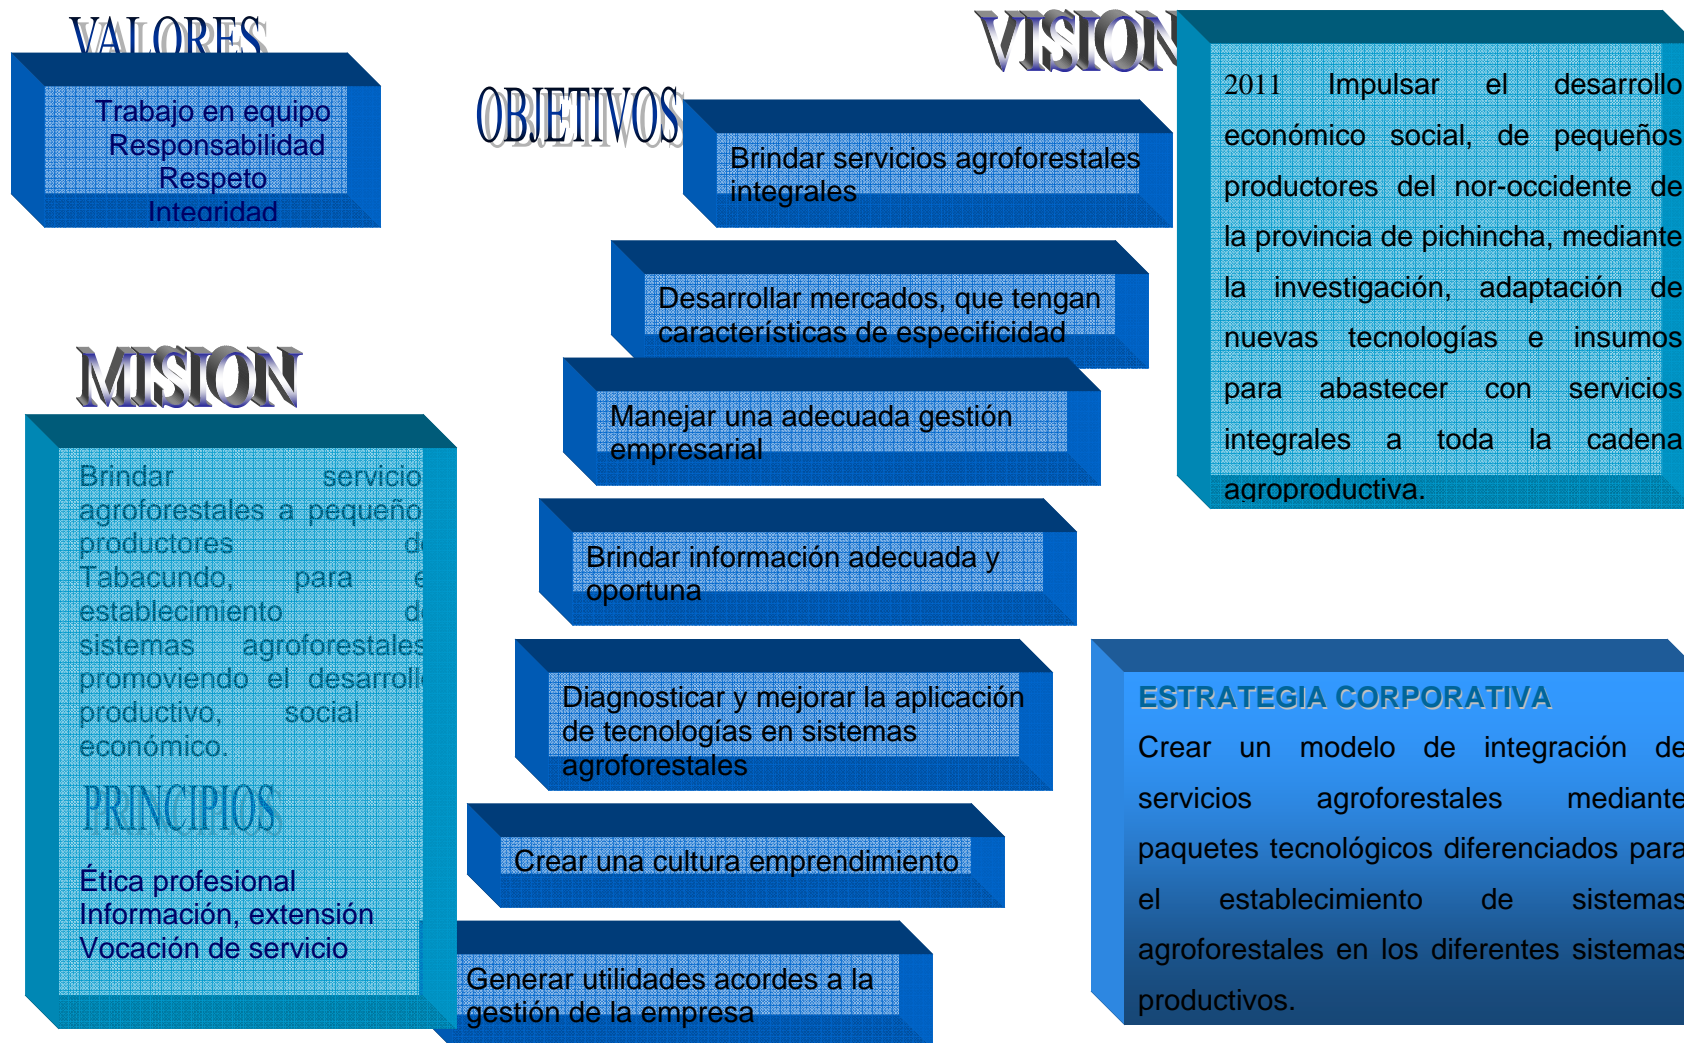 VALORES
Trabajo en equipo
Responsabilidad
Respeto
Integridad
MISION
Brindar servicio
agroforestales a pequeño
productores d
Tabacundo, para e
establecimiento d
sistemas agroforestales
promoviendo el desarroll
productivo, social
económico.
PRINCIPIOS
Ética profesional
Información, extensión
Vocación de servicio
OBJETIVOS
Brindar servicios agroforestales
integrales
Desarrollar mercados, que tengan
características de especificidad
Manejar una adecuada gestión
empresarial
Brindar información adecuada y
oportuna
Diagnosticar y mejorar la aplicación
de tecnologías en sistemas
agroforestales
Crear una cultura emprendimiento
Generar utilidades acordes a la
gestión de la empresa
VISION
2011 Impulsar el desarrollo
económico social, de pequeños
productores del nor-occidente de
la provincia de pichincha, mediante
la investigación, adaptación de
nuevas tecnologías e insumos
para abastecer con servicios
integrales a toda la cadena
agroproductiva.
ESTRATEGIA CORPORATIVA
Crear un modelo de integración de
servicios agroforestales mediante
paquetes tecnológicos diferenciados para
el establecimiento de sistemas
agroforestales en los diferentes sistemas
productivos.